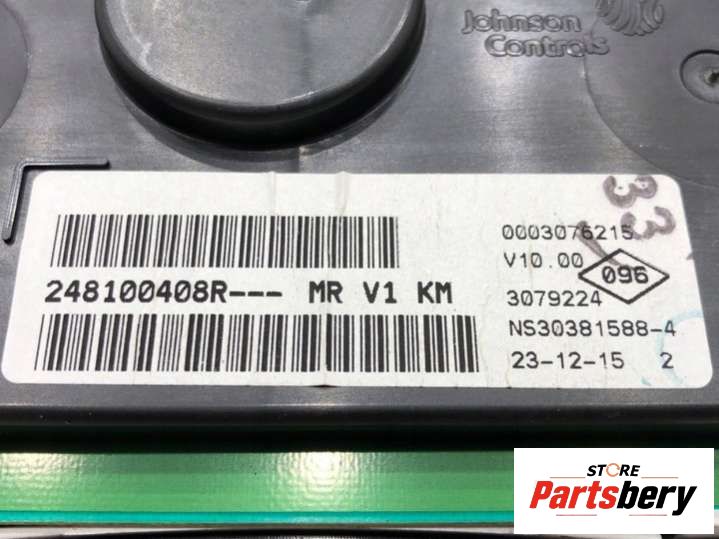 Johnson
Controls
33
0003076215
V10.00
096
248100408R--- MR V1 KM
3079224
NS30381588-4
23-12-15 2
STORE
Partsbery